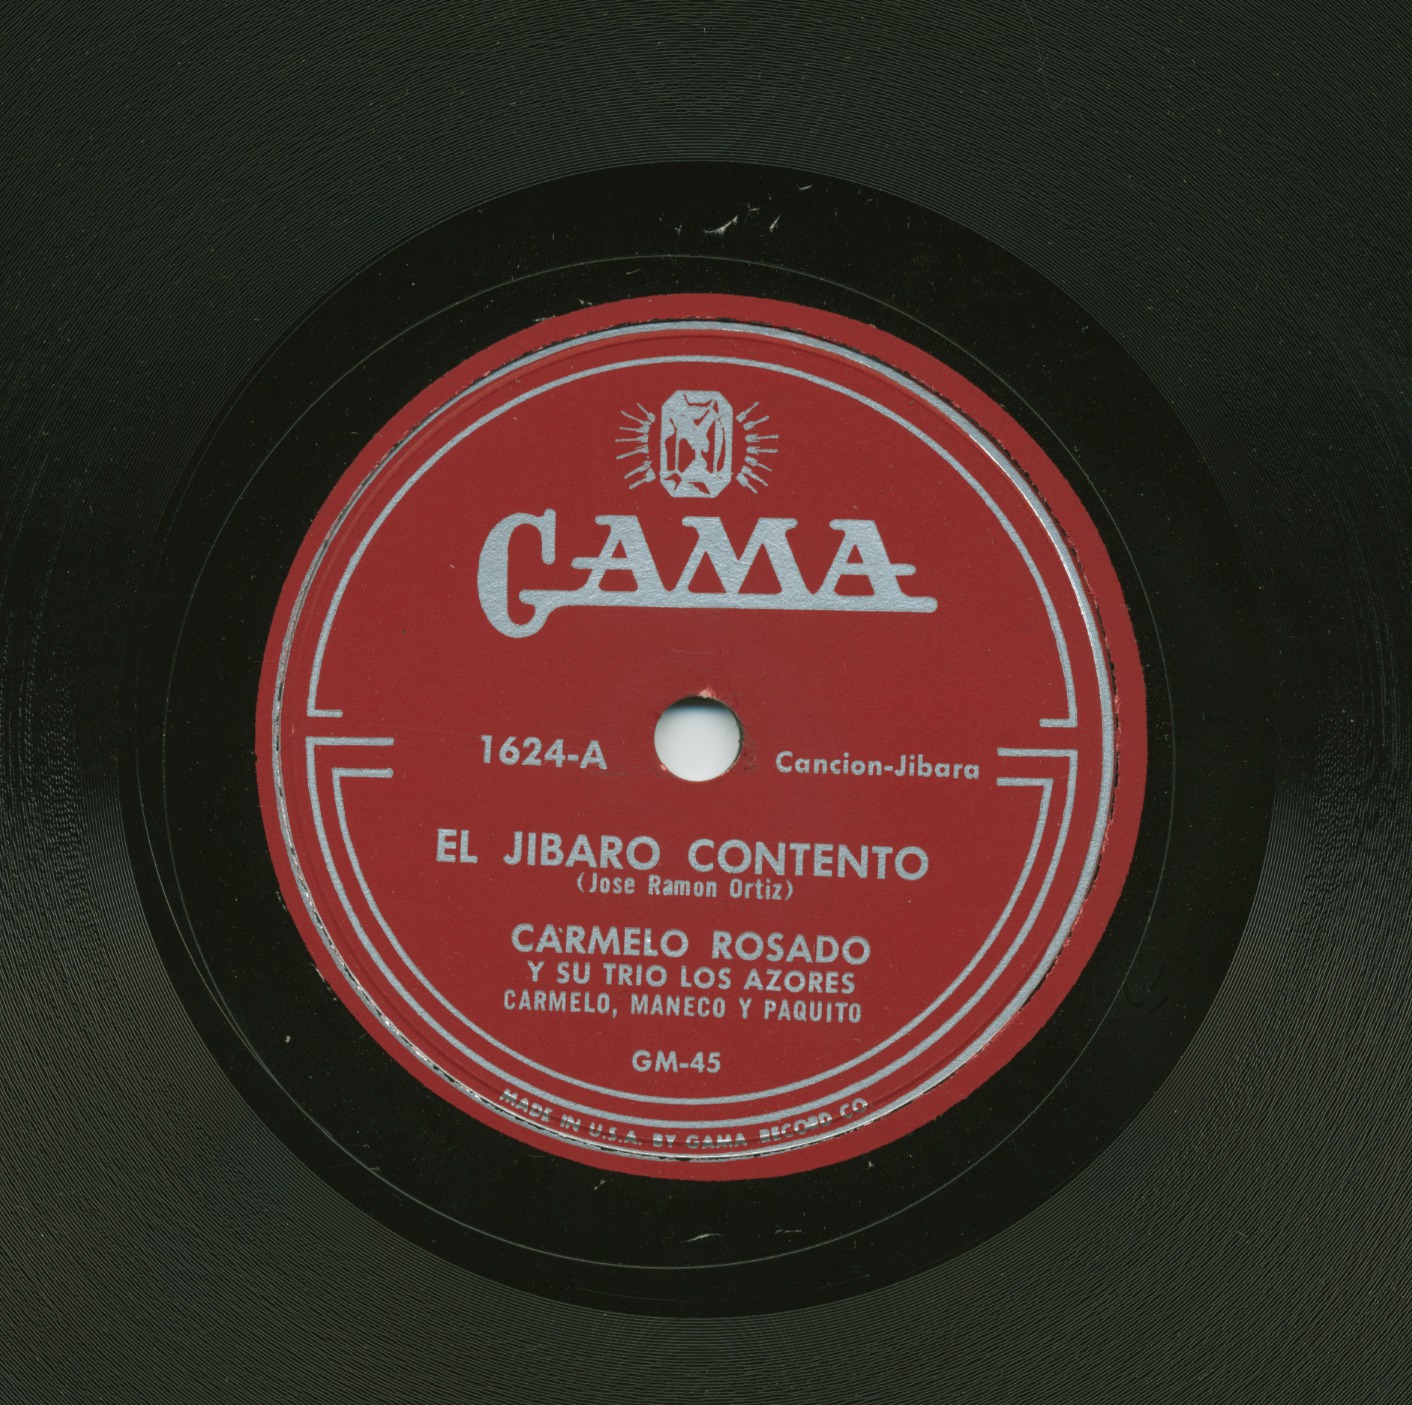 GAMA
1624-A
Cancion-Jibara
EL JIBARO CONTENTO
(Jose Ramon Ortiz)
CARMELO ROSADO
Y SU TRIO LOS AZORES
CARMELO, MANECO Y PAQUITO
GM-45
MADE IN U.S.A. BY GAMA RECORD CO.